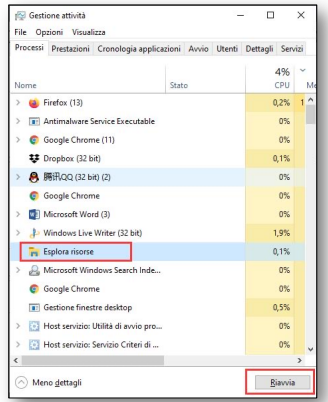 Gestione attività
File Opzioni Visualizza
Processi Prestazioni Cronologia applicazioni Avvio Utenti Dettagli Servizi
4%
Nome Stato CPU Me
Firefox (13) 0,2% 1
Antimalware Service Executable 0%
Google Chrome (11) 0%
Dropbox (32 bit) 0,1%
腾讯QQ (32 bit) (2) 0%
Google Chrome 0%
Microsoft Word (3) 0%
Windows Live Writer (32 bit) 1,9%
Esplora risorse 0,1%
Microsoft Windows Search Inde... 0%
Google Chrome 0%
Gestione finestre desktop 0,5%
Host servizio: Utilità di avvio pro... 0%
Host servizio: Servizio Criteri di ... 0%
Meno dettagli Riavvia